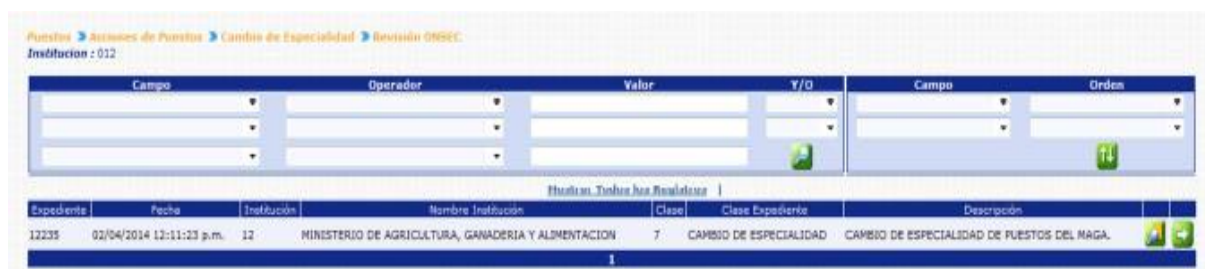 Puestos > Acciones de Puestos > Cambio de Especialidad > Revisión ONSEC
Institucion : 012
Campo Operador Valor Y/O Campo Orden
Mostrar Todos los Registros |
Expediente Fecha Institución Nombre Institución Clase Clase Expediente Descripción
12235 02/04/2014 12:11:23 p.m. 12 MINISTERIO DE AGRICULTURA, GANADERIA Y ALIMENTACION 7 CAMBIO DE ESPECIALIDAD CAMBIO DE ESPECIALIDAD DE PUESTOS DEL MAGA.
1